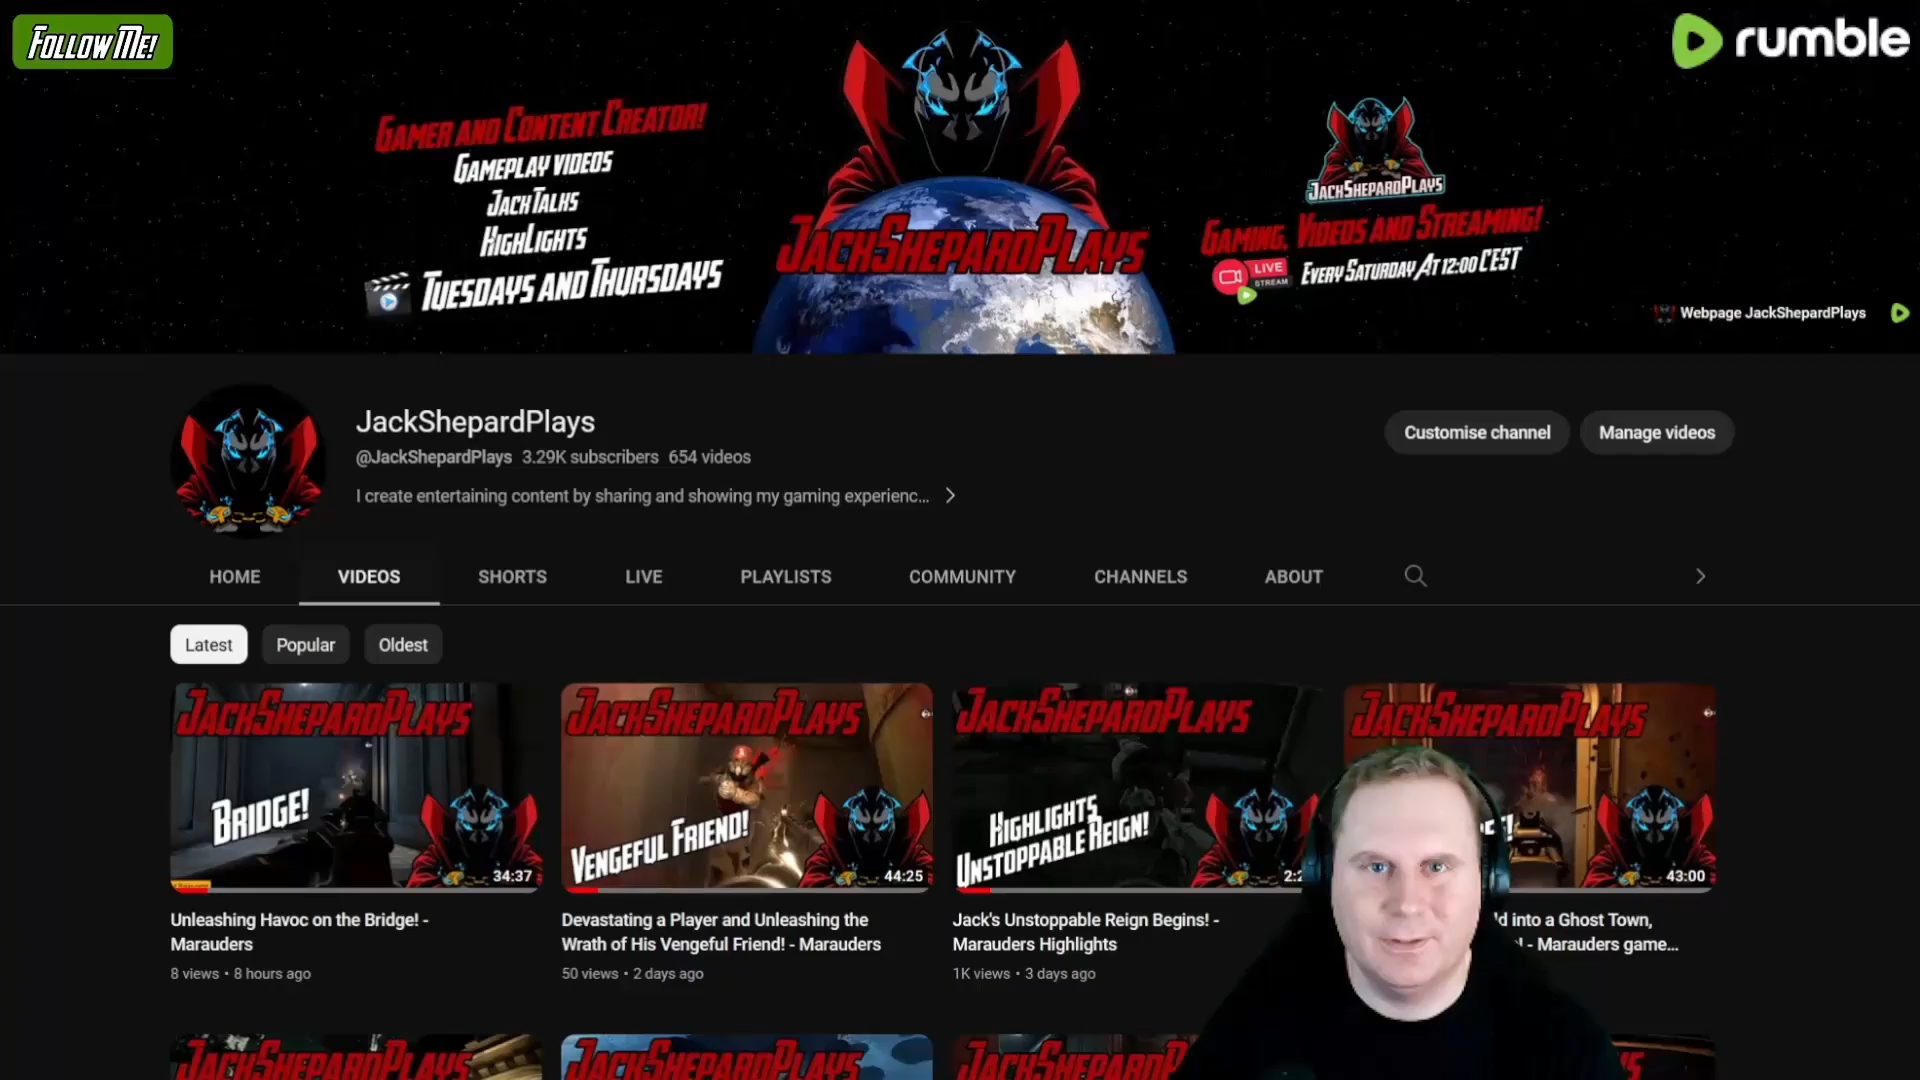 FOLLOW ME!
rumble
GAMER AND CONTENT CREATOR!
GAMEPLAY VIDEOS
JACKTALKS
HIGHLIGHTS
TUESDAYS AND THURSDAYS
JACKSHEPARDPLAYS
JACKSHEPARDPLAYS
GAMING, VIDEOS AND STREAMING!
LIVE
STREAM
EVERY SATURDAY AT 12:00 CEST
Webpage JackShepardPlays
JackShepardPlays
@JackShepardPlays 3.29K subscribers 654 videos
I create entertaining content by sharing and showing my gaming experienc...
Customise channel
Manage videos
HOME VIDEOS SHORTS LIVE PLAYLISTS COMMUNITY CHANNELS ABOUT
Latest Popular Oldest
JACKSHEPARDPLAYS
BRIDGE!
34:37
Unleashing Havoc on the Bridge! -
Marauders
8 views • 8 hours ago
JACKSHEPARDPLAYS
VENGEFUL FRIEND!
44:25
Devastating a Player and Unleashing the
Wrath of His Vengeful Friend! - Marauders
50 views • 2 days ago
JACKSHEPARDPLAYS
HIGHLIGHTS
UNSTOPPABLE REIGN!
Jack's Unstoppable Reign Begins! -
Marauders Highlights
1K views • 3 days ago
JACKSHEPARDPLAYS
43:00
into a Ghost Town,
- Marauders game...
JACKSHEPARDPLAYS
JACKSHEPARDPLAYS